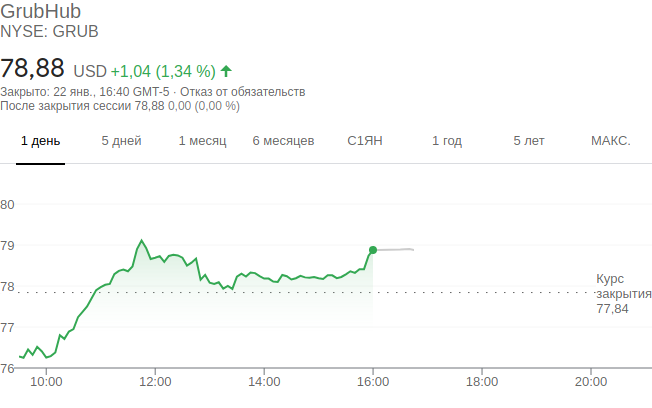 GrubHub
NYSE: GRUB
78,88 USD +1,04 (1,34 %)
Закрыто: 22 янв., 16:40 GMT-5 · Отказ от обязательств
После закрытия сессии 78,88 0,00 (0,00 %)
1 день 5 дней 1 месяц 6 месяцев С1ЯН 1 год 5 лет МАКС.
80
79
78
77
76
Курс
закрытия
77,84
10:00 12:00 14:00 16:00 18:00 20:00